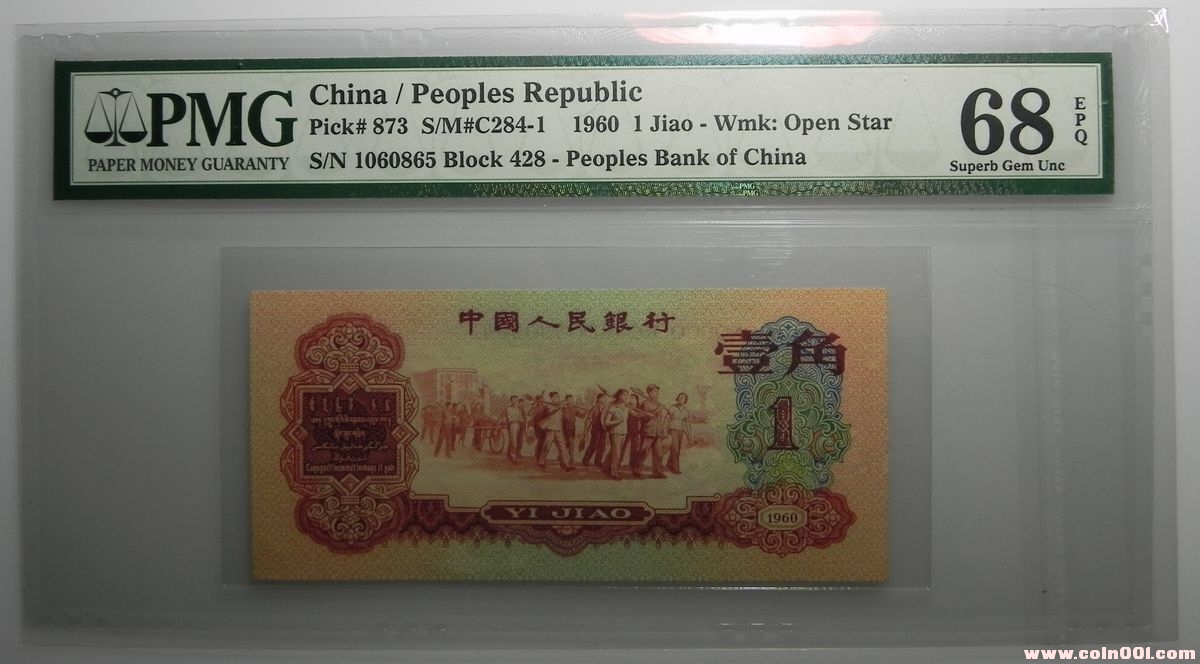 PMG
PAPER MONEY GUARANTY
China / Peoples Republic
Pick# 873 S/M#C284-1 1960 1 Jiao - Wmk: Open Star
S/N 1060865 Block 428 - Peoples Bank of China
68
EPQ
Superb Gem Unc
PMG
PMG
中國人民銀行
壹角
1
YI JIAO
1960
www.coin001.com